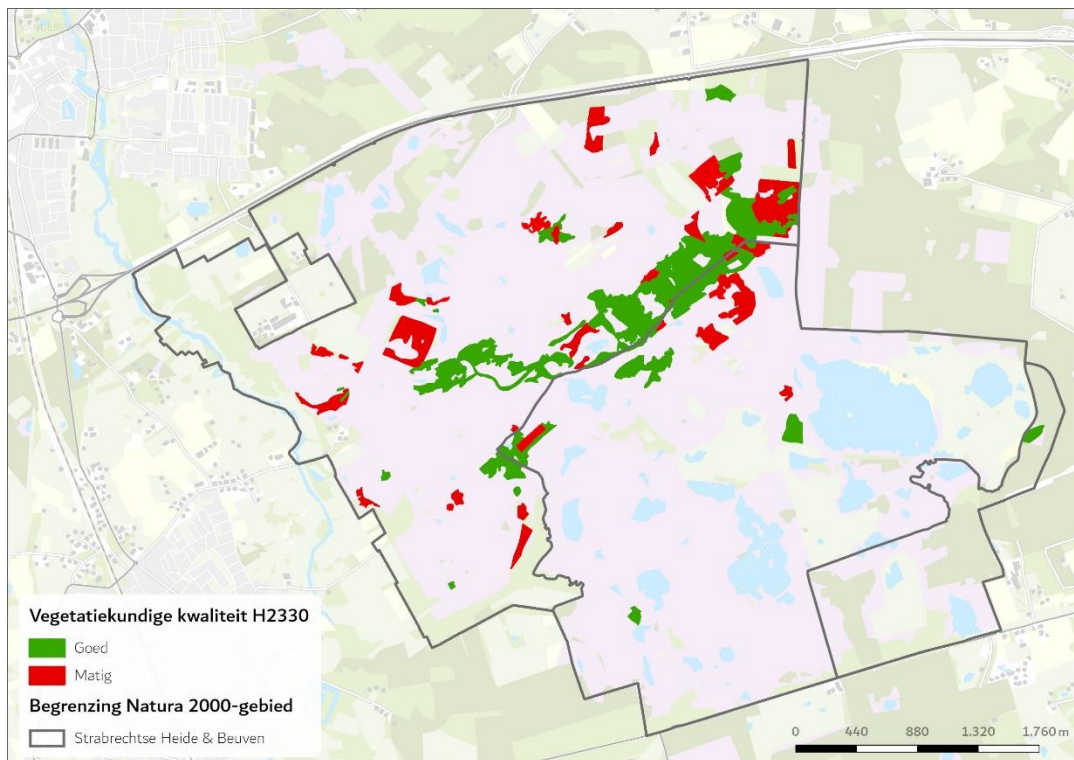 Vegetatiekundige kwaliteit H2330
Goed
Matig
Begrenzing Natura 2000-gebied
Strabrechtse Heide & Beuven
0 440 880 1.320 1.760 m